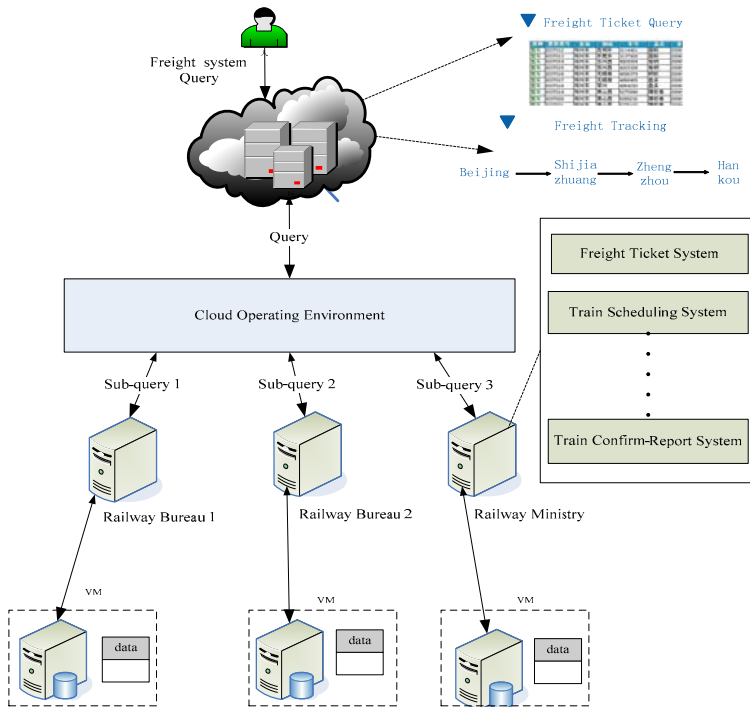 Freight system
Query
Freight Ticket Query
Freight Tracking
Beijing
Shijia
zhuang
Zheng
zhou
Han
kou
Query
Cloud Operating Environment
Freight Ticket System
Train Scheduling System
Train Confirm-Report System
Sub-query 1
Sub-query 2
Sub-query 3
Railway Bureau 1
Railway Bureau 2
Railway Ministry
VM
VM
VM
data
data
data